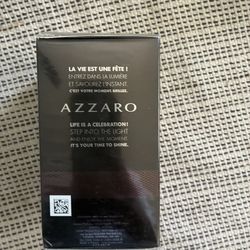 LA VIE EST UNE FÊTE !
ENTREZ DANS LA LUMIÈRE
ET SAVOUREZ L'INSTANT.
C'EST VOTRE MOMENT, BRILLEZ.
AZZARO
LIFE IS A CELEBRATION!
STEP INTO THE LIGHT
AND ENJOY THE MOMENT.
IT'S YOUR TIME TO SHINE.